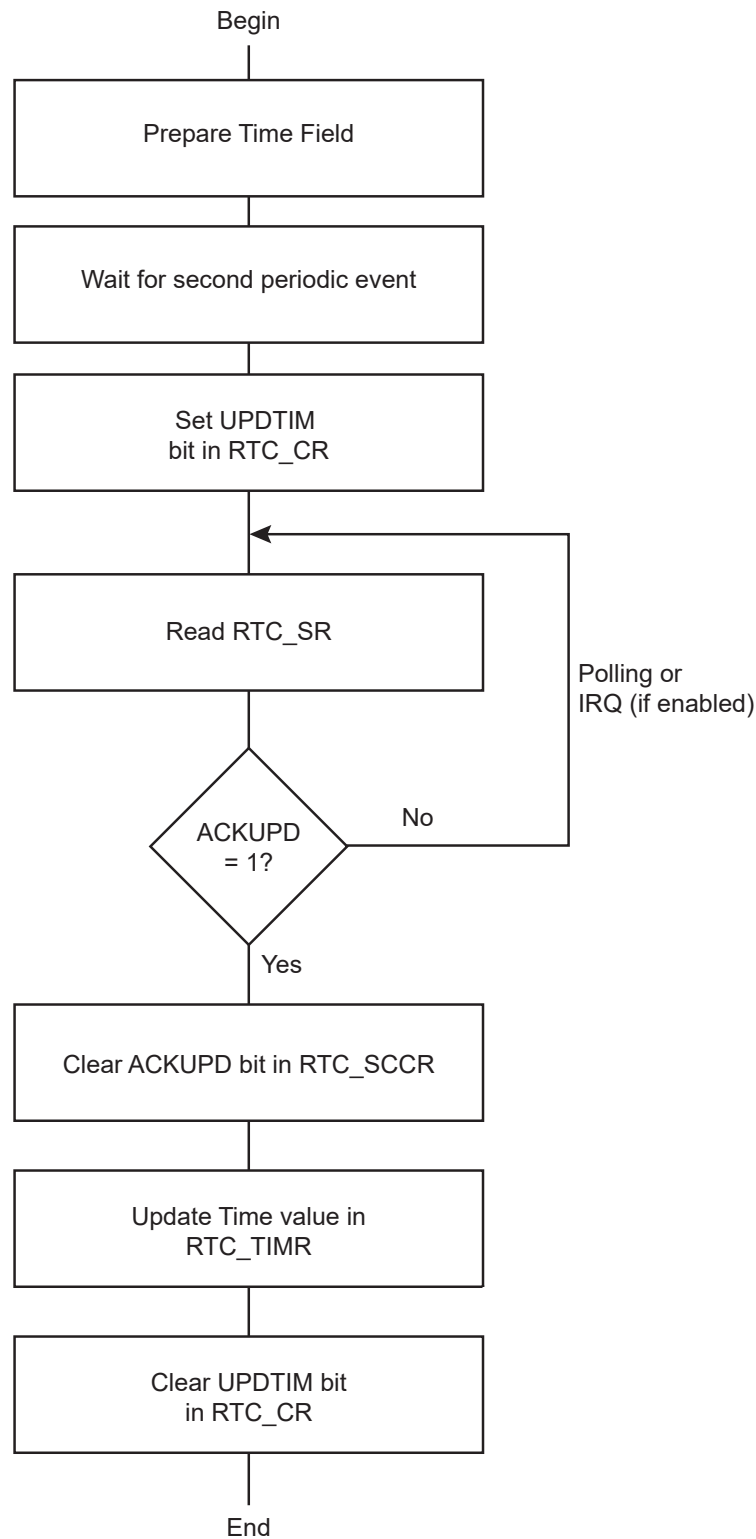 Begin
Prepare Time Field
Wait for second periodic event
Set UPDTIM
bit in RTC_CR
Read RTC_SR
Polling or
IRQ (if enabled)
ACKUPD
= 1?
No
Yes
Clear ACKUPD bit in RTC_SCCR
Update Time value in
RTC_TIMR
Clear UPDTIM bit
in RTC_CR
End